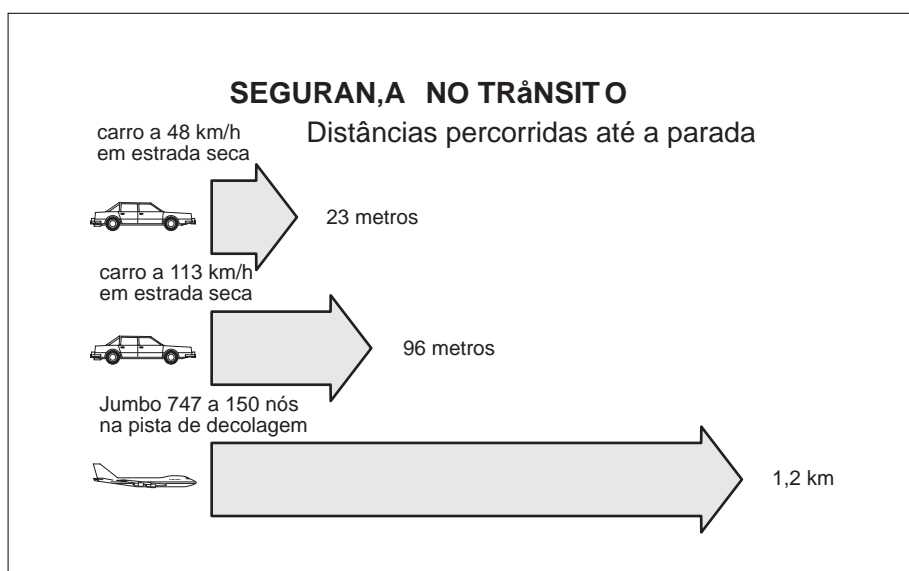 SEGURAN,A NO TRåNSITO
Distâncias percorridas até a parada
carro a 48 km/h
em estrada seca
23 metros
carro a 113 km/h
em estrada seca
96 metros
Jumbo 747 a 150 nós
na pista de decolagem
1,2 km